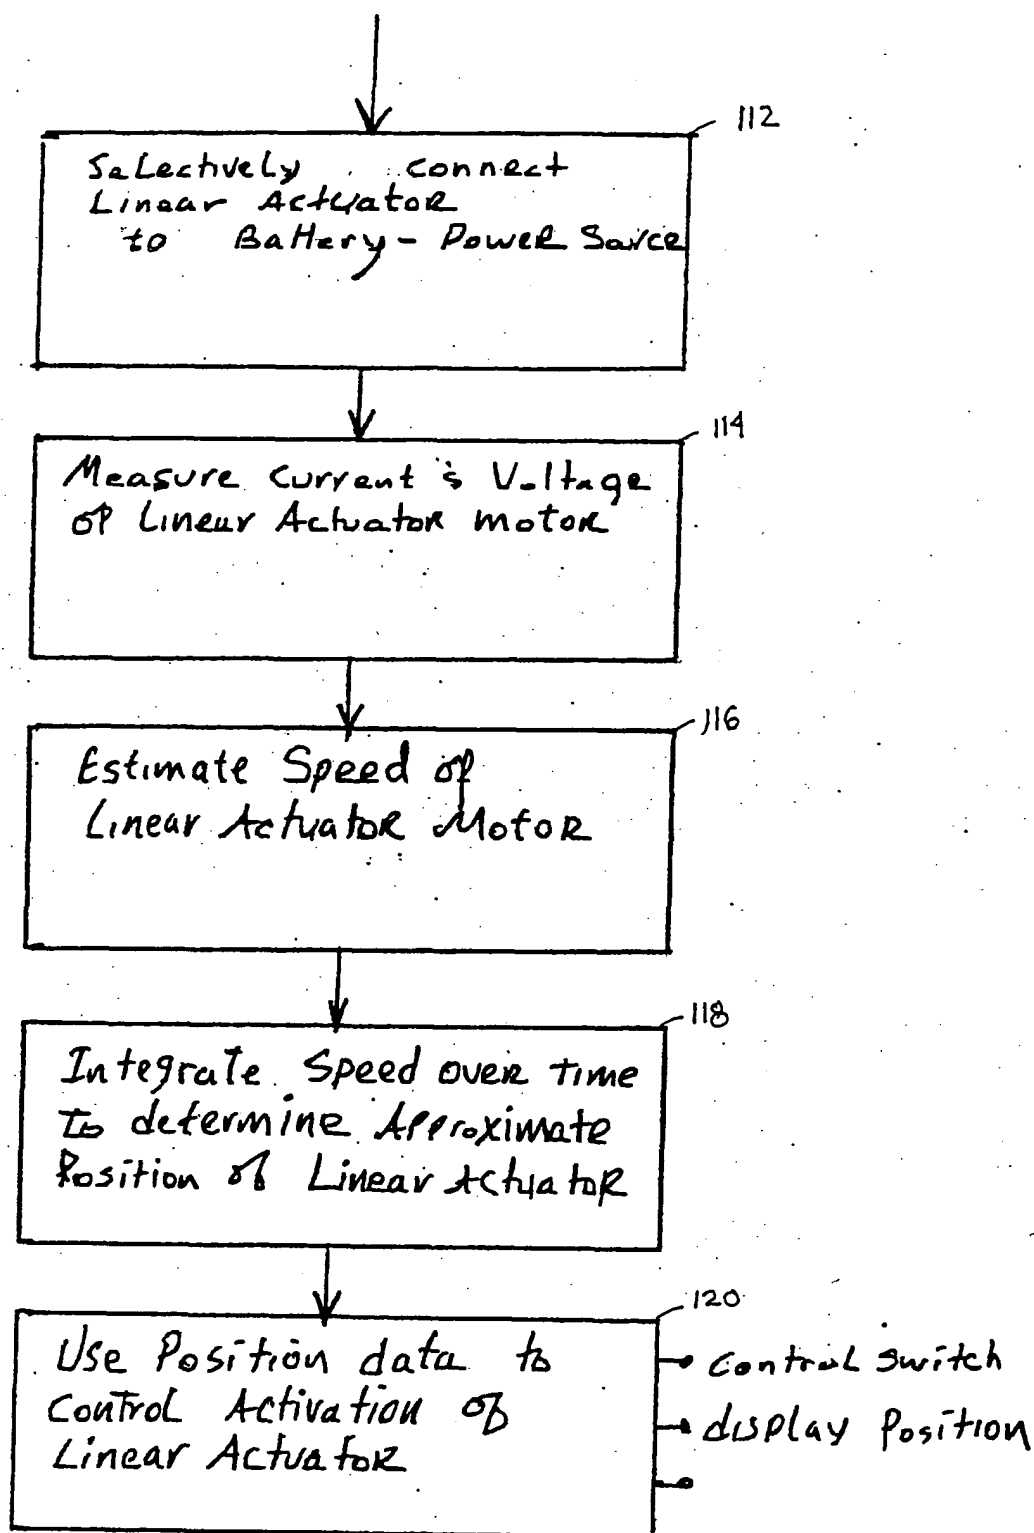 112
Selectively connect
Linear Actuator
to Battery - Power Sorce
114
Measure Current & Voltage
of Linear Actuator motor
116
Estimate Speed of
Linear Actuator Motor
118
Integrate Speed over time
to determine Approximate
Position of Linear Actuator
120
Use Position data to
control Activation of
Linear Actuator
control switch
display Position